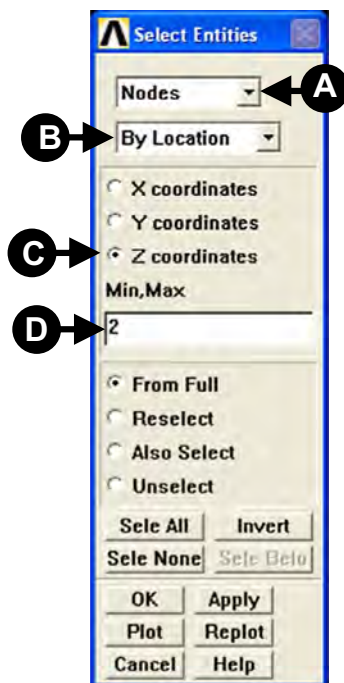 Select Entities
Nodes
A
B
By Location
X coordinates
Y coordinates
C
Z coordinates
Min,Max
D
2
From Full
Reselect
Also Select
Unselect
Sele All Invert
Sele None Sele Belo
OK Apply
Plot Replot
Cancel Help